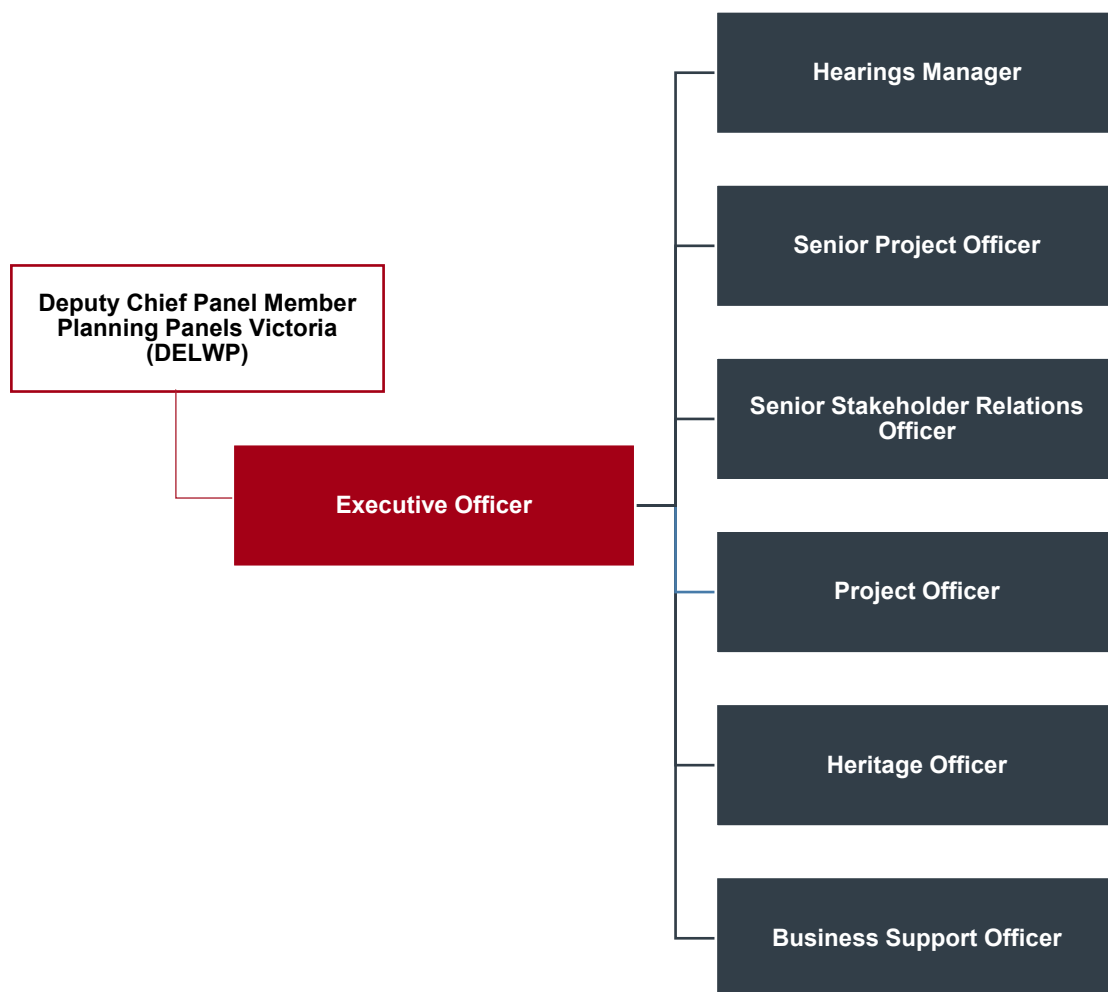 Hearings Manager
Senior Project Officer
Deputy Chief Panel Member
Planning Panels Victoria
(DELWP)
Senior Stakeholder Relations
Officer
Executive Officer
Project Officer
Heritage Officer
Business Support Officer